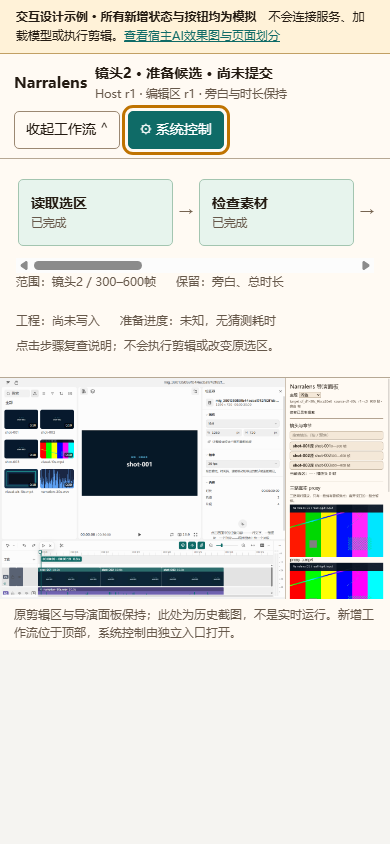 交互设计示例 • 所有新增状态与按钮均为模拟 不会连接服务、加
载模型或执行剪辑。查看宿主AI效果图与页面划分
Narralens
镜头2 • 准备候选 • 尚未提交
Host r1 · 编辑区 r1 · 旁白与时长保持
收起工作流 ^
⚙ 系统控制
读取选区
已完成
→
检查素材
已完成
→
范围：镜头2 / 300–600帧 保留：旁白、总时长
工程：尚未写入 准备进度：未知，无猜测耗时
点击步骤复查说明；不会执行剪辑或改变原选区。
Narralens 导演面板
shot-001
原剪辑区与导演面板保持；此处为历史截图，不是实时运行。新增工
作流位于顶部，系统控制由独立入口打开。